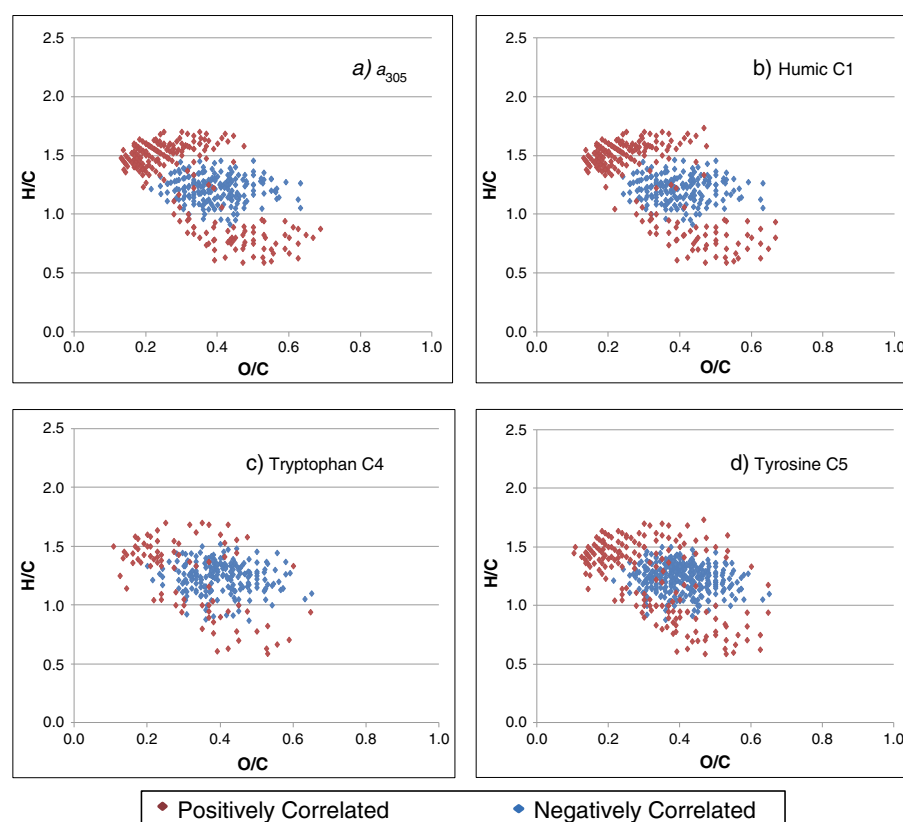 2.5
2.0
1.5
1.0
0.5
0.0
H/C
a) a305
0.0 0.2 0.4 0.6 0.8 1.0
O/C
2.5
2.0
1.5
1.0
0.5
0.0
H/C
b) Humic C1
0.0 0.2 0.4 0.6 0.8 1.0
O/C
2.5
2.0
1.5
1.0
0.5
0.0
H/C
c) Tryptophan C4
0.0 0.2 0.4 0.6 0.8 1.0
O/C
2.5
2.0
1.5
1.0
0.5
0.0
H/C
d) Tyrosine C5
0.0 0.2 0.4 0.6 0.8 1.0
O/C
Positively Correlated Negatively Correlated